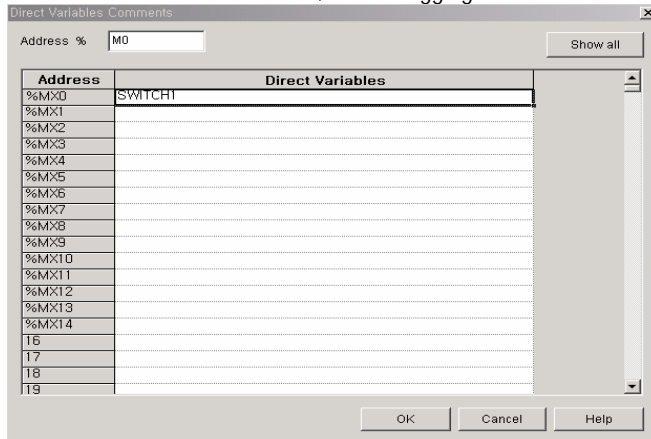 Direct Variables Comments
Address % M0 Show all
Address Direct Variables
%MX0 SWITCH1
%MX1
%MX2
%MX3
%MX4
%MX5
%MX6
%MX7
%MX8
%MX9
%MX10
%MX11
%MX12
%MX13
%MX14
16
17
18
19
OK Cancel Help